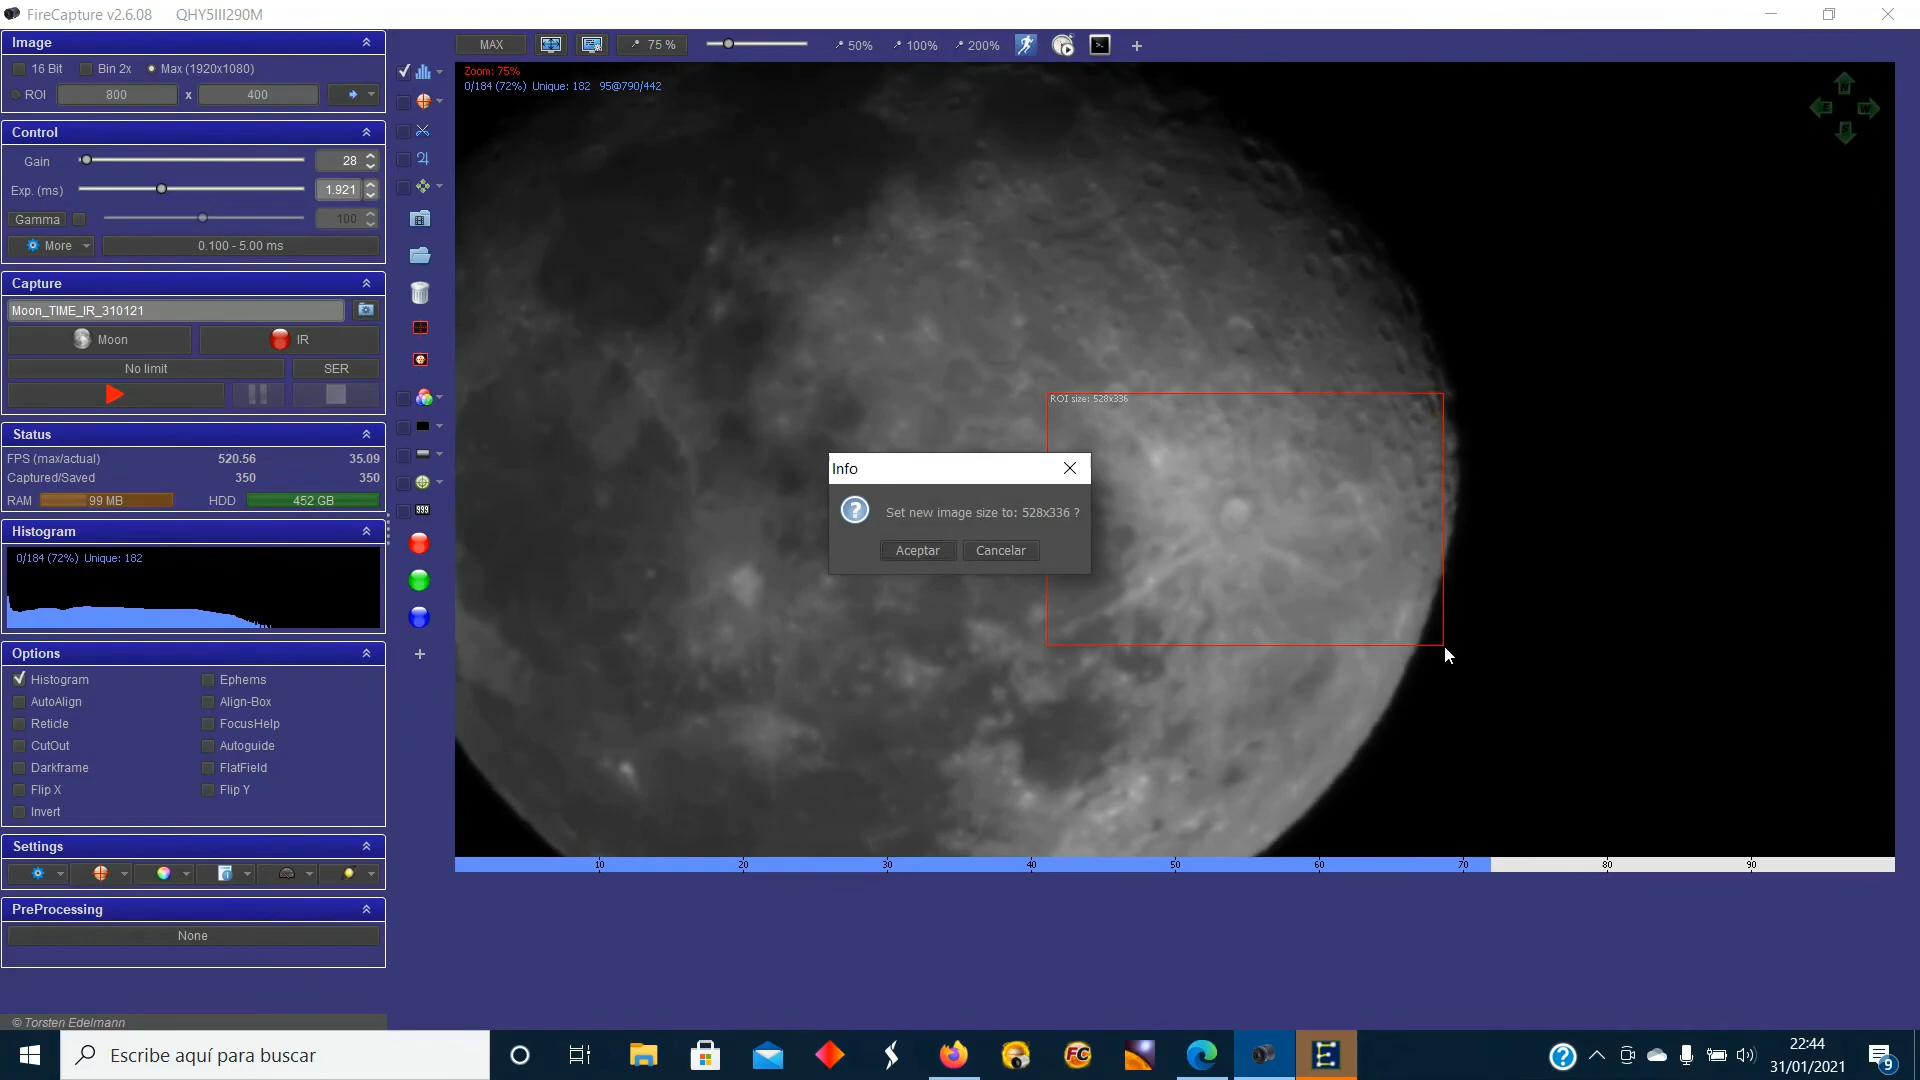 FireCapture v2.6.08 QHY5III290M
Image
16 Bit Bin 2x Max (1920x1080)
ROI 800 x 400
Control
Gain 28
Exp. (ms) 1.921
Gamma 100
More 0.100 - 5.00 ms
Capture
Moon_TIME_IR_310121
Moon IR
No limit SER
Status
FPS (max/actual) 520.56 35.09
Captured/Saved 350 350
RAM 99 MB HDD 452 GB
Histogram
0/184 (72%) Unique: 182
Options
Histogram Ephems
AutoAlign Align-Box
Reticle FocusHelp
CutOut Autoguide
Darkframe FlatField
Flip X Flip Y
Invert
Settings
PreProcessing
None
© Torsten Edelmann
MAX 75 % 50% 100% 200%
999
Zoom: 75%
0/184 (72%) Unique: 182 95@790/442
N
E W
S
ROI size: 528x336
Info
Set new image size to: 528x336 ?
Aceptar Cancelar
10 20 30 40 50 60 70 80 90
Escribe aquí para buscar
FC
E
22:44
31/01/2021
9